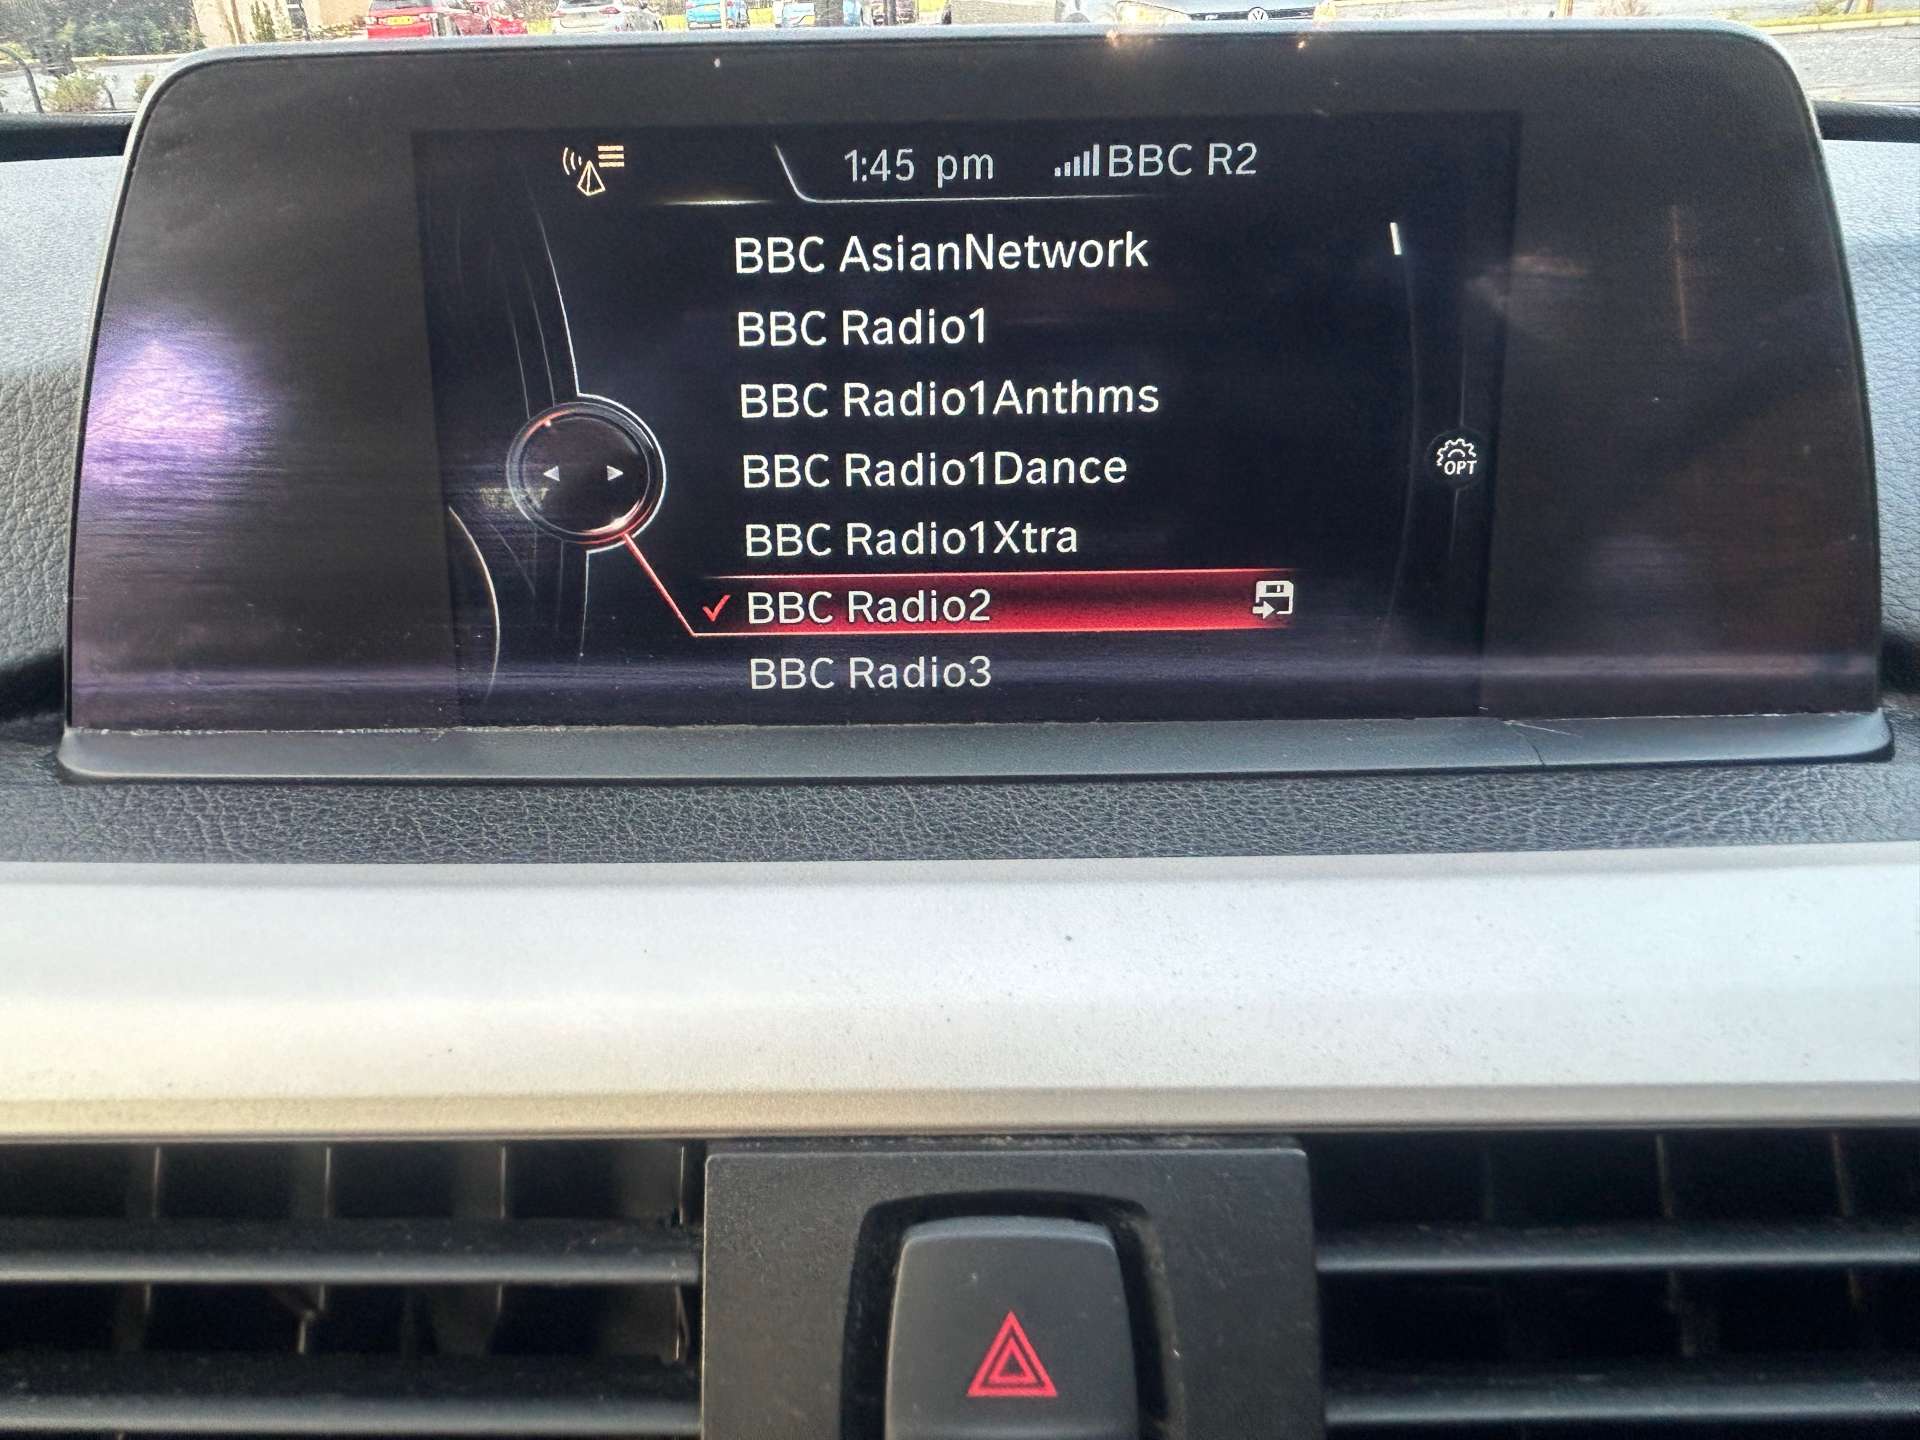 1:45 pm BBC R2
BBC AsianNetwork
BBC Radio1
BBC Radio1Anthms
BBC Radio1Dance
BBC Radio1Xtra
BBC Radio2
BBC Radio3
OPT